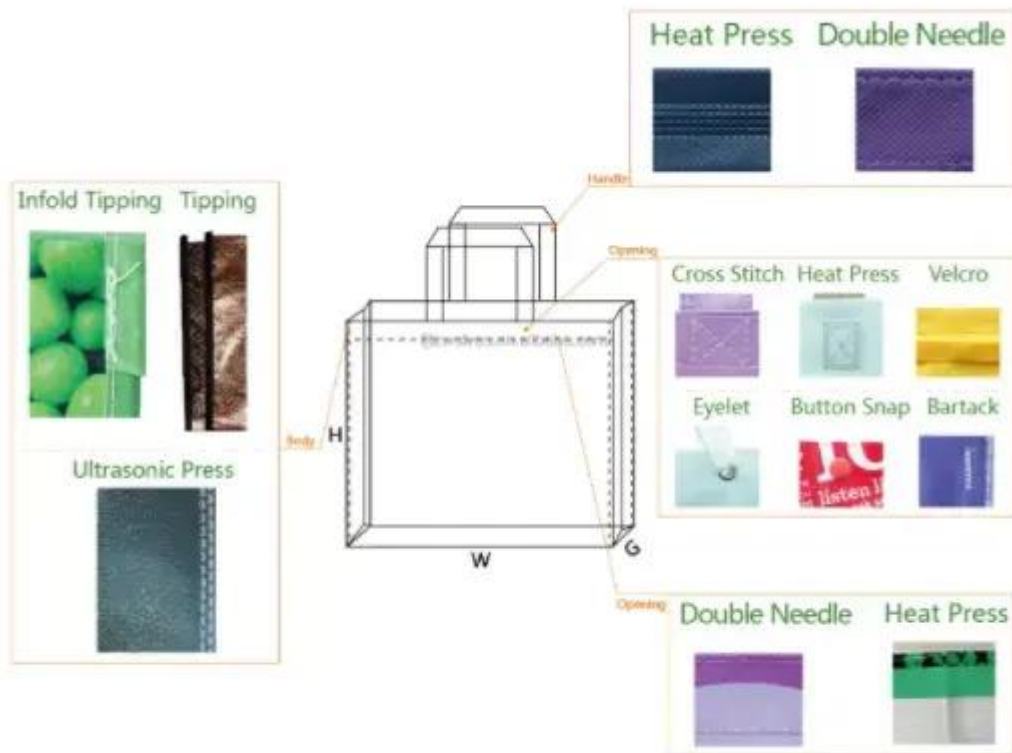 Heat Press Double Needle
Handle
Infold Tipping Tipping
Opening
Cross Stitch Heat Press Velcro
Eyelet Button Snap Bartack
Body
H
Ultrasonic Press
listen
W
G
Opening
Double Needle Heat Press